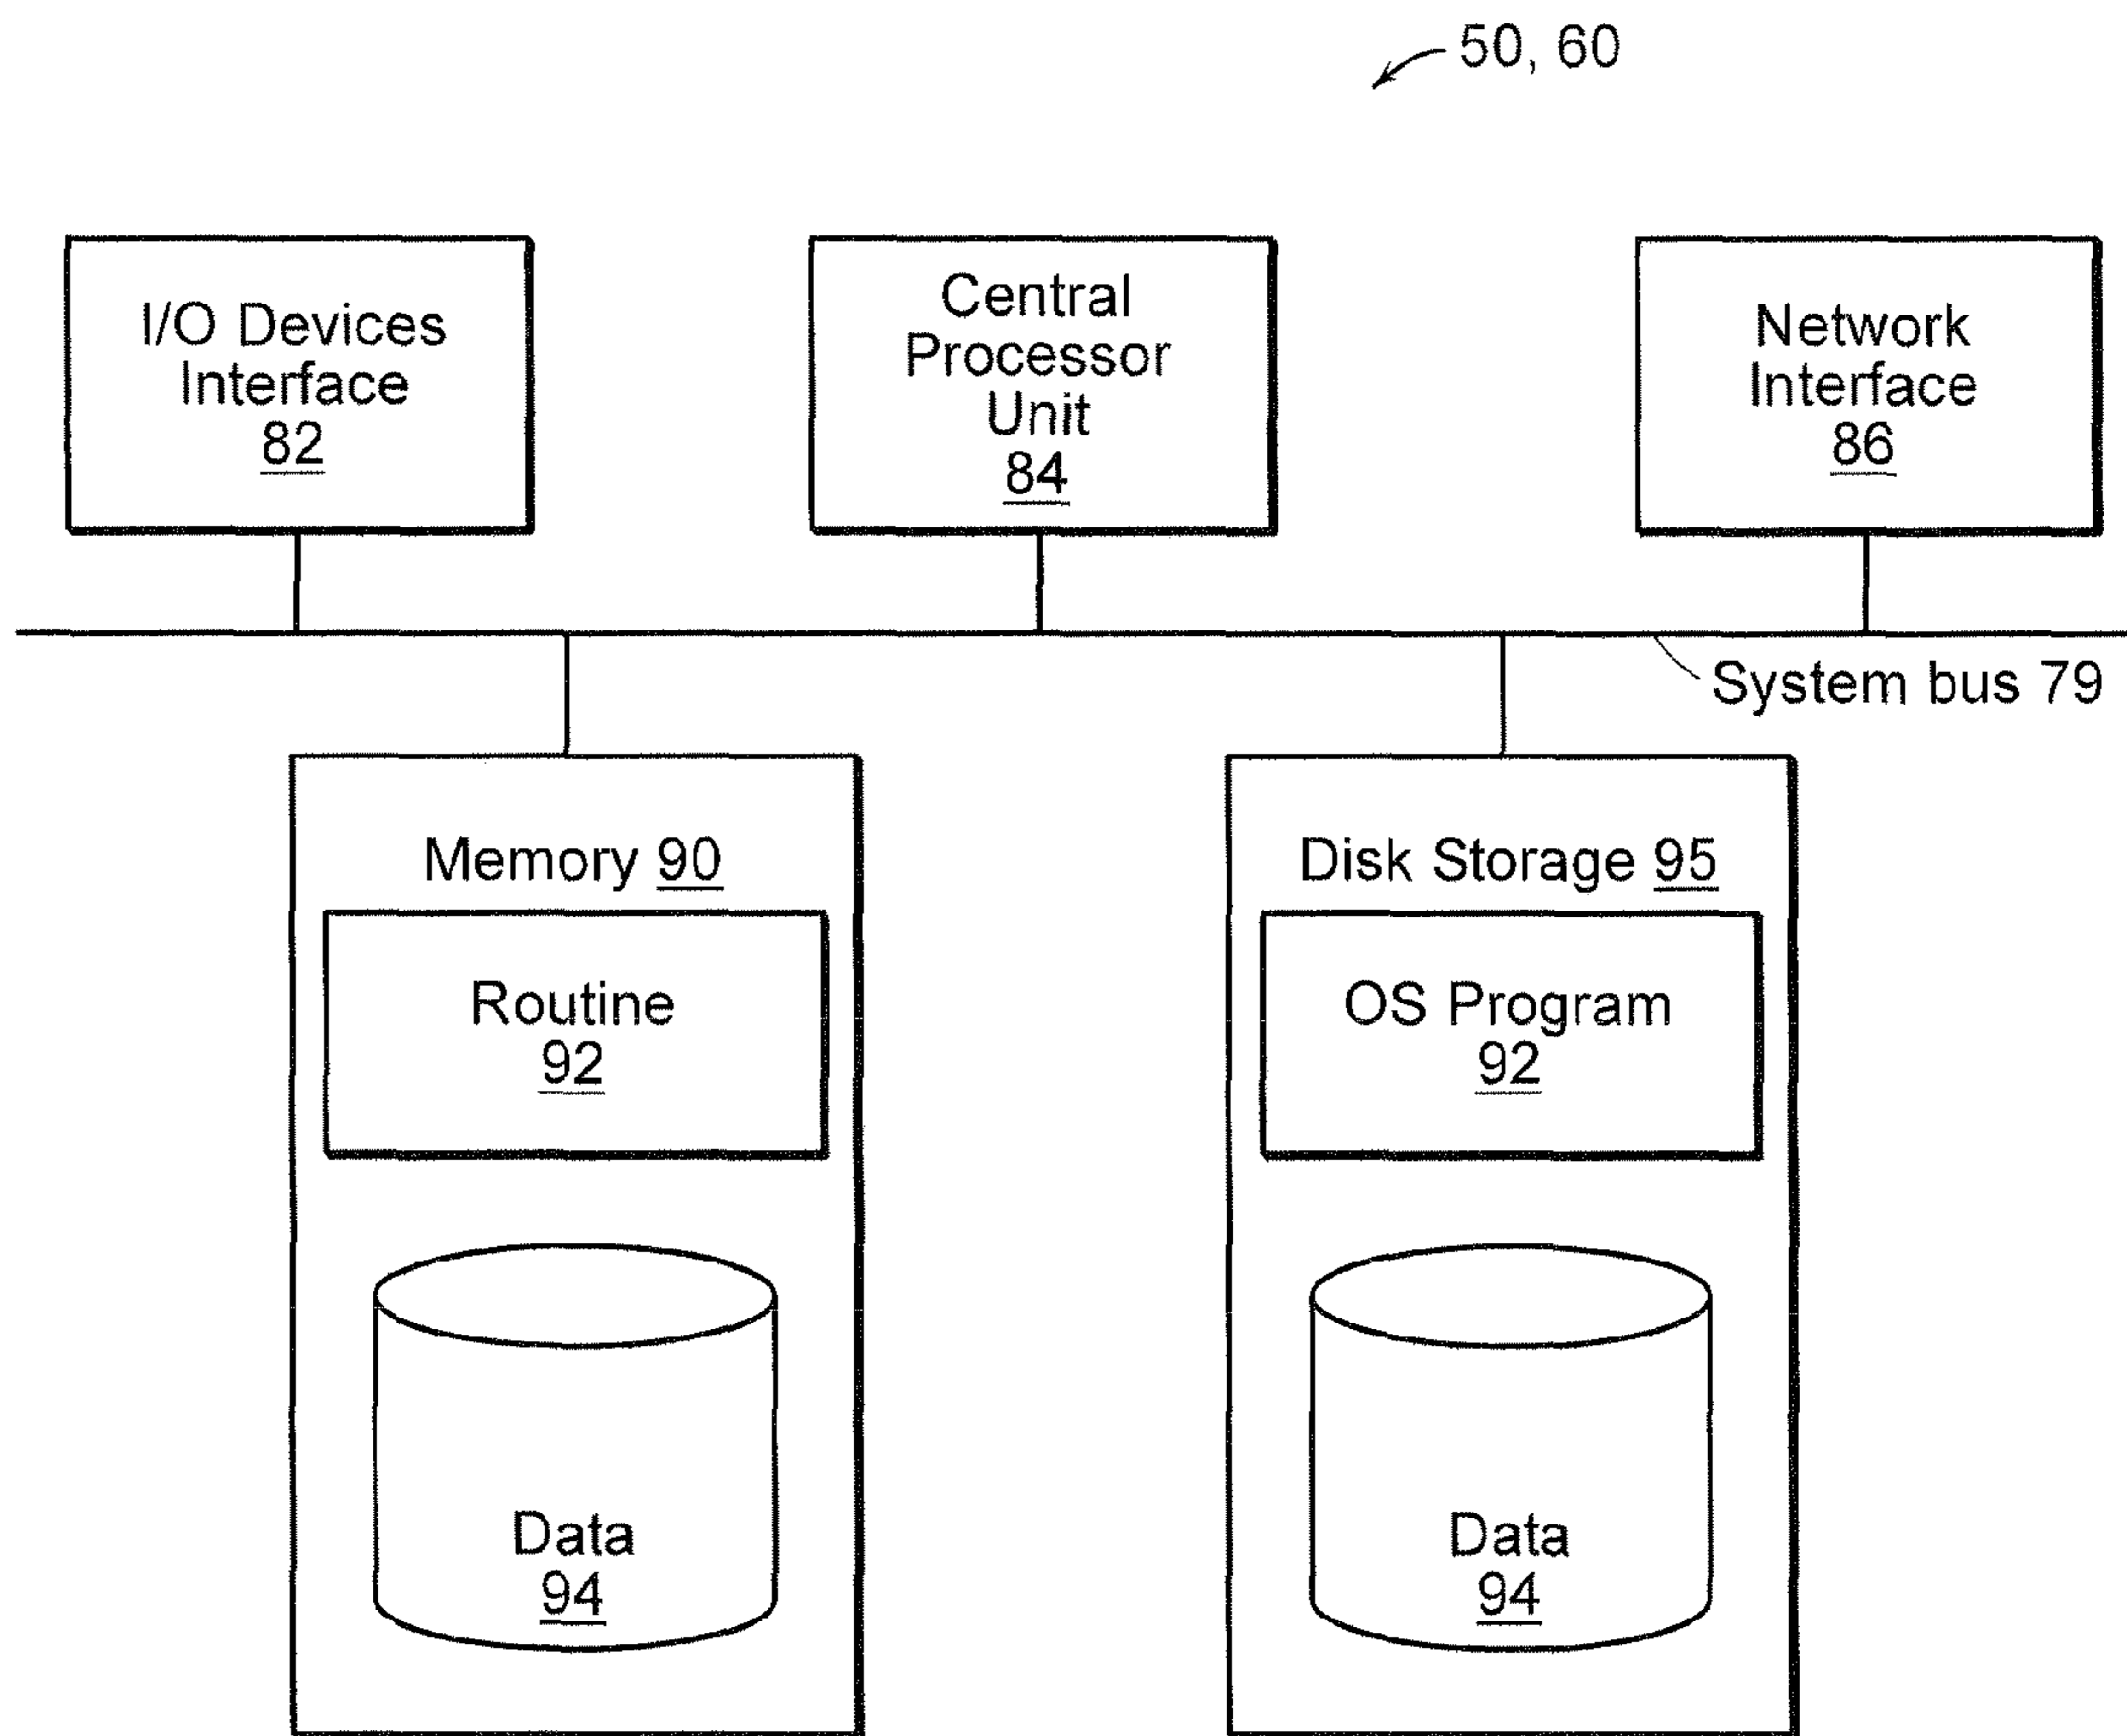 50, 60
I/O Devices
Interface
82
Central
Processor
Unit
84
Network
Interface
86
System bus 79
Memory 90
Routine
92
Data
94
Disk Storage 95
OS Program
92
Data
94